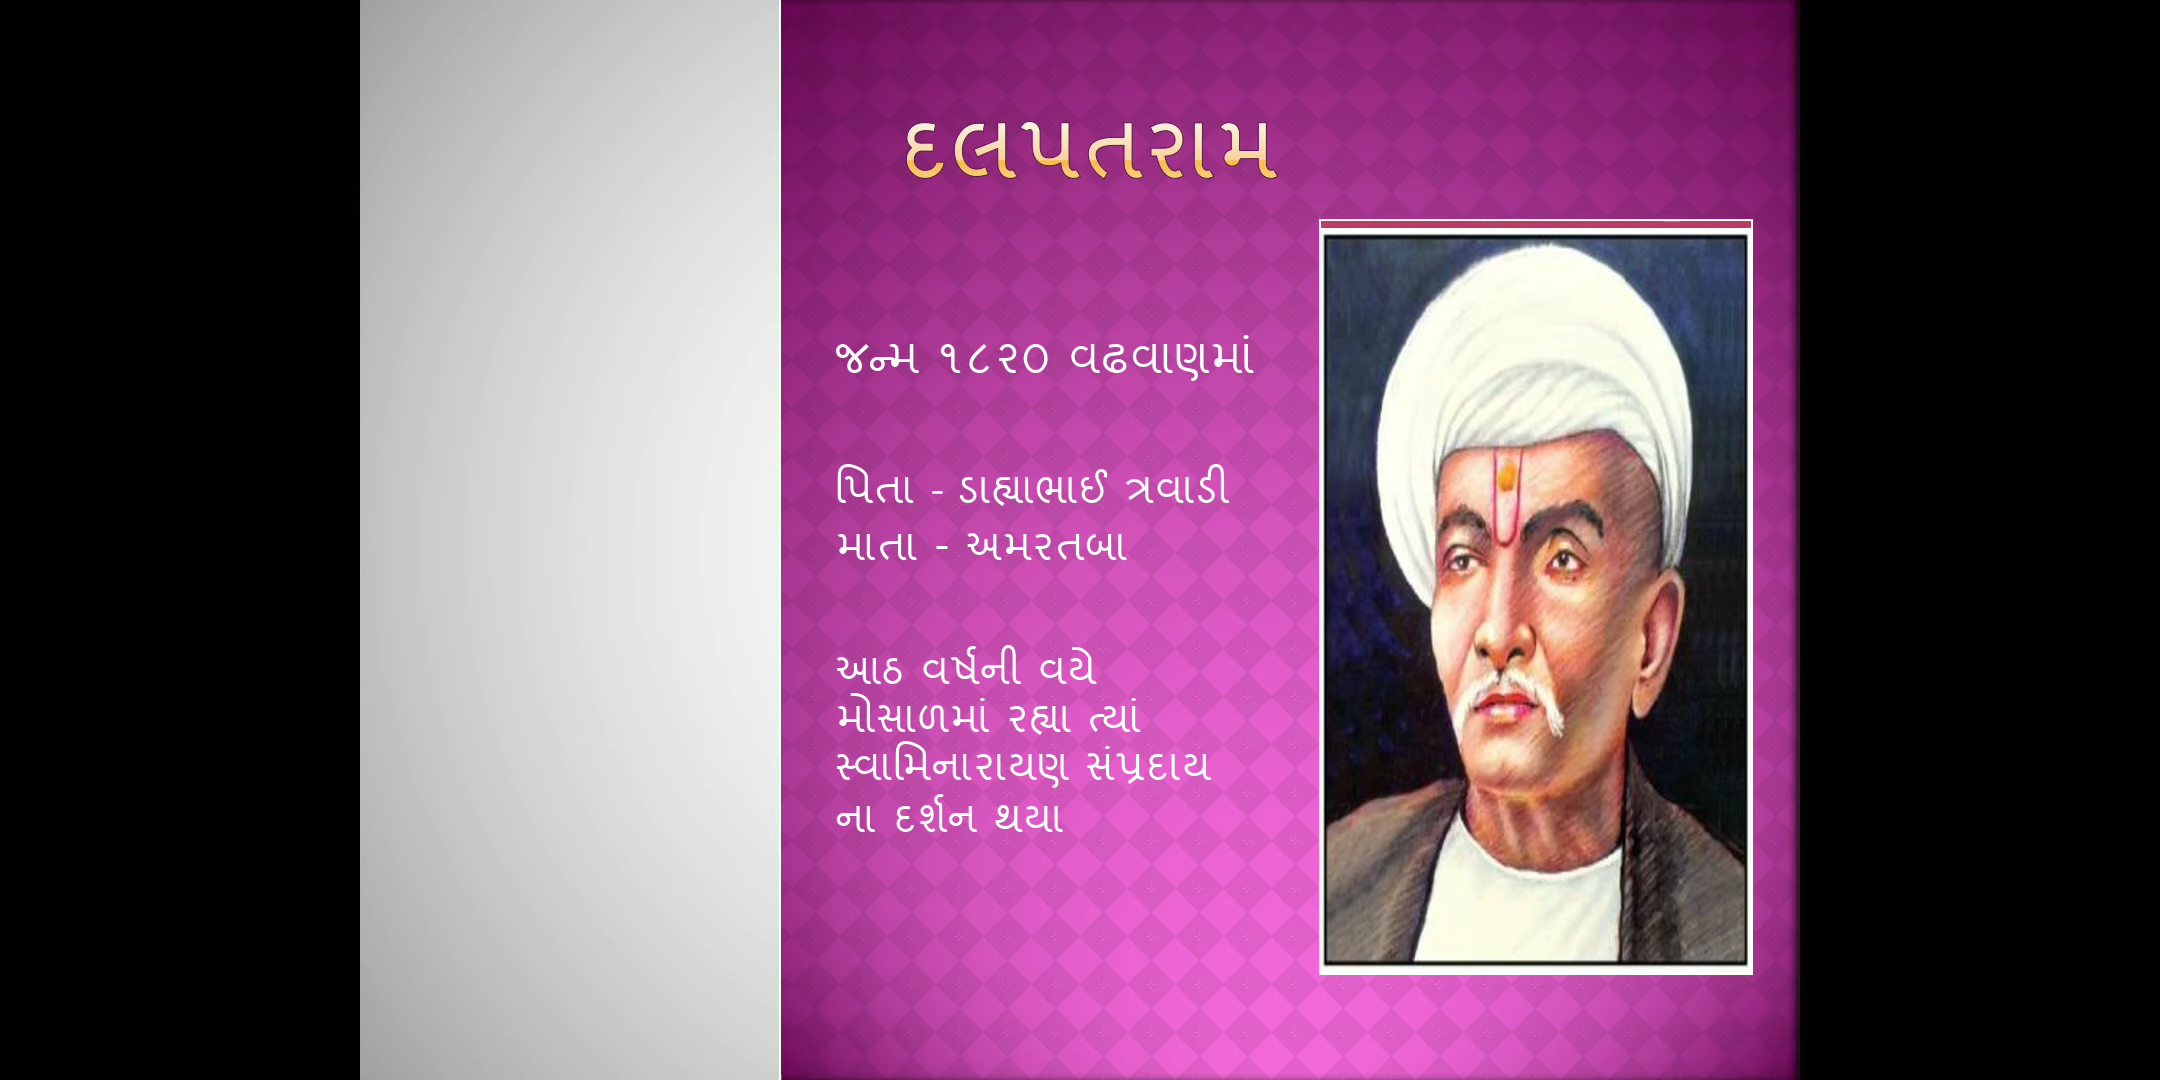 દલપતરામ
જન્મ ૧૮૨૦ વઢવાણમાં
પિતા - ડાહ્યાભાઈ ત્રવાડી
માતા - અમરતબા
આઠ વર્ષની વયે
મોસાળમાં રહ્યા ત્યાં
સ્વામિનારાયણ સંપ્રદાય
ના દર્શન થયા